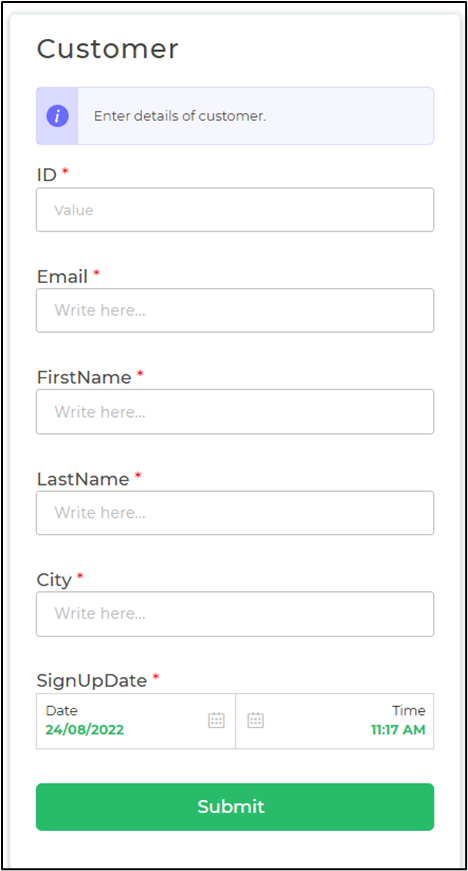 Customer
i Enter details of customer.
ID *
Value
Email *
Write here...
FirstName *
Write here...
LastName *
Write here...
City *
Write here...
SignUpDate *
Date Time
24/08/2022 11:17 AM
Submit